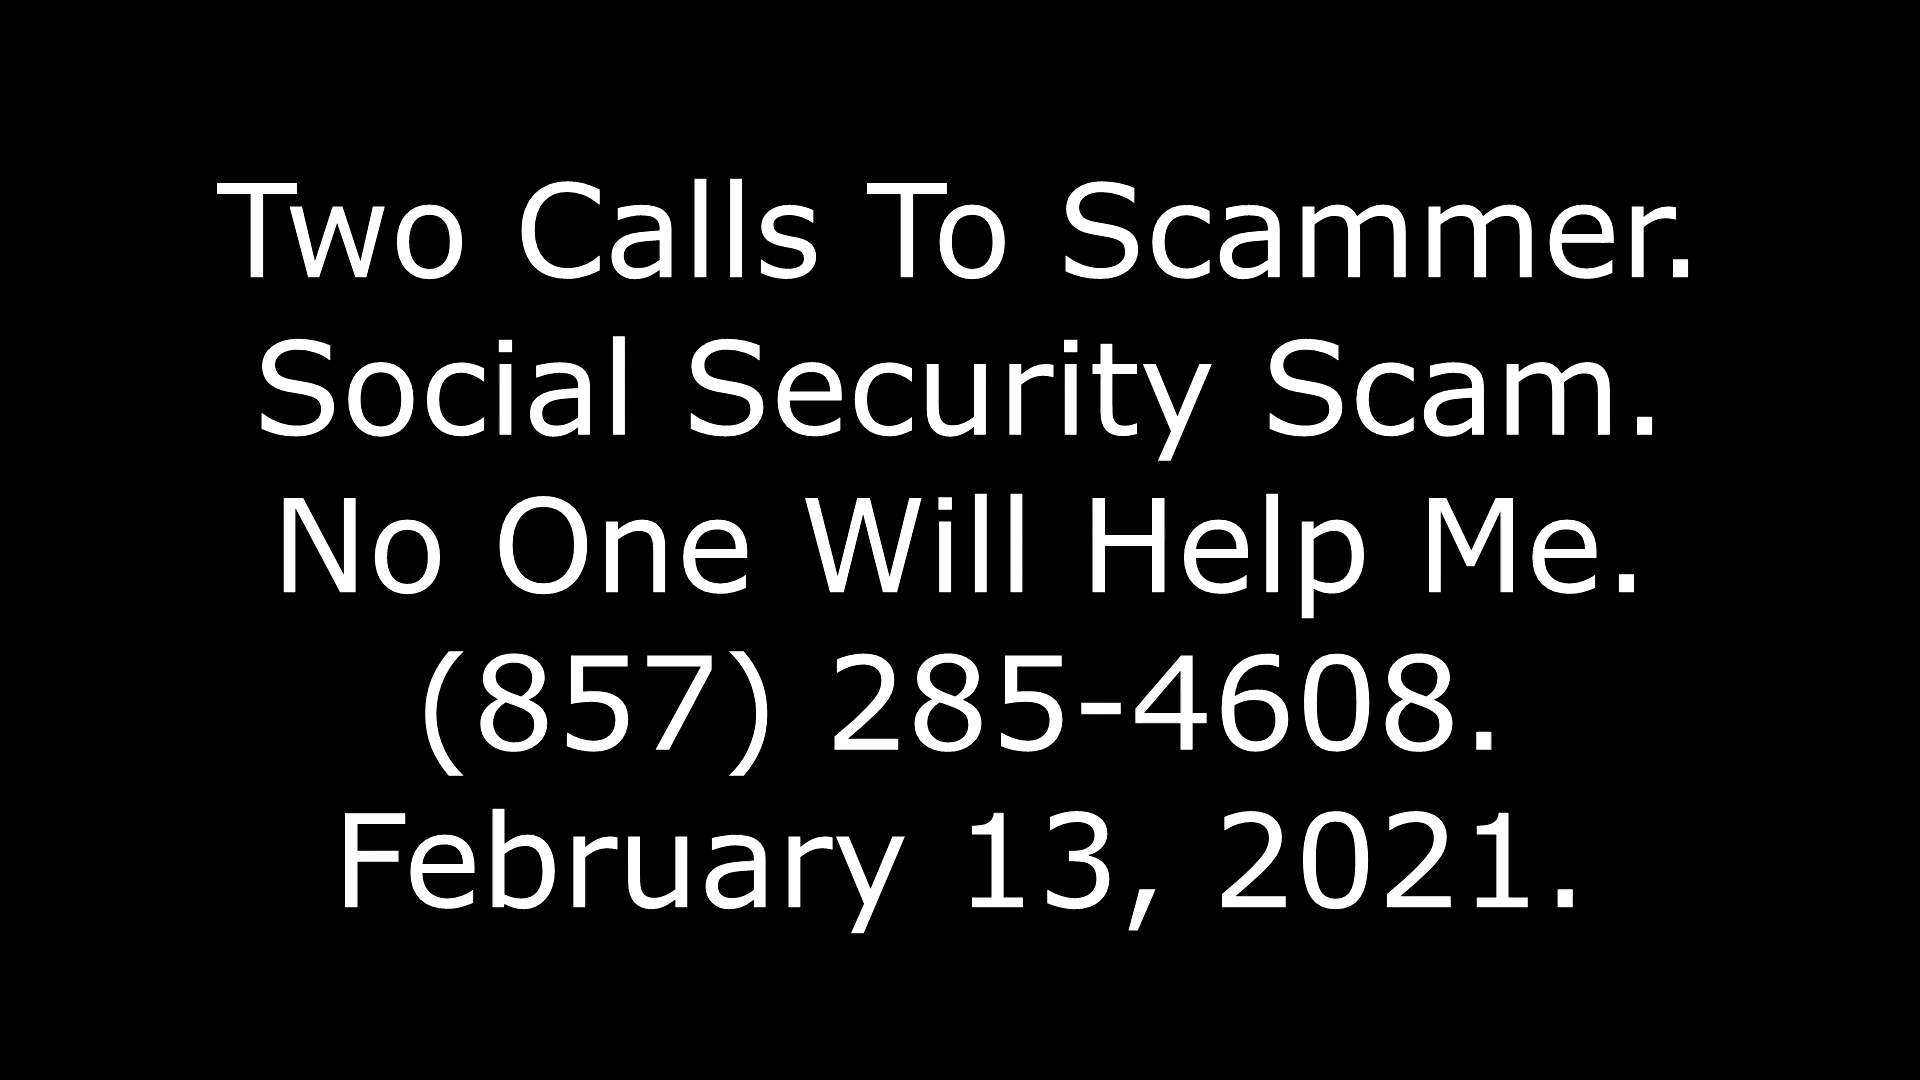 Two Calls To Scammer.
Social Security Scam.
No One Will Help Me.
(857) 285-4608.
February 13, 2021.